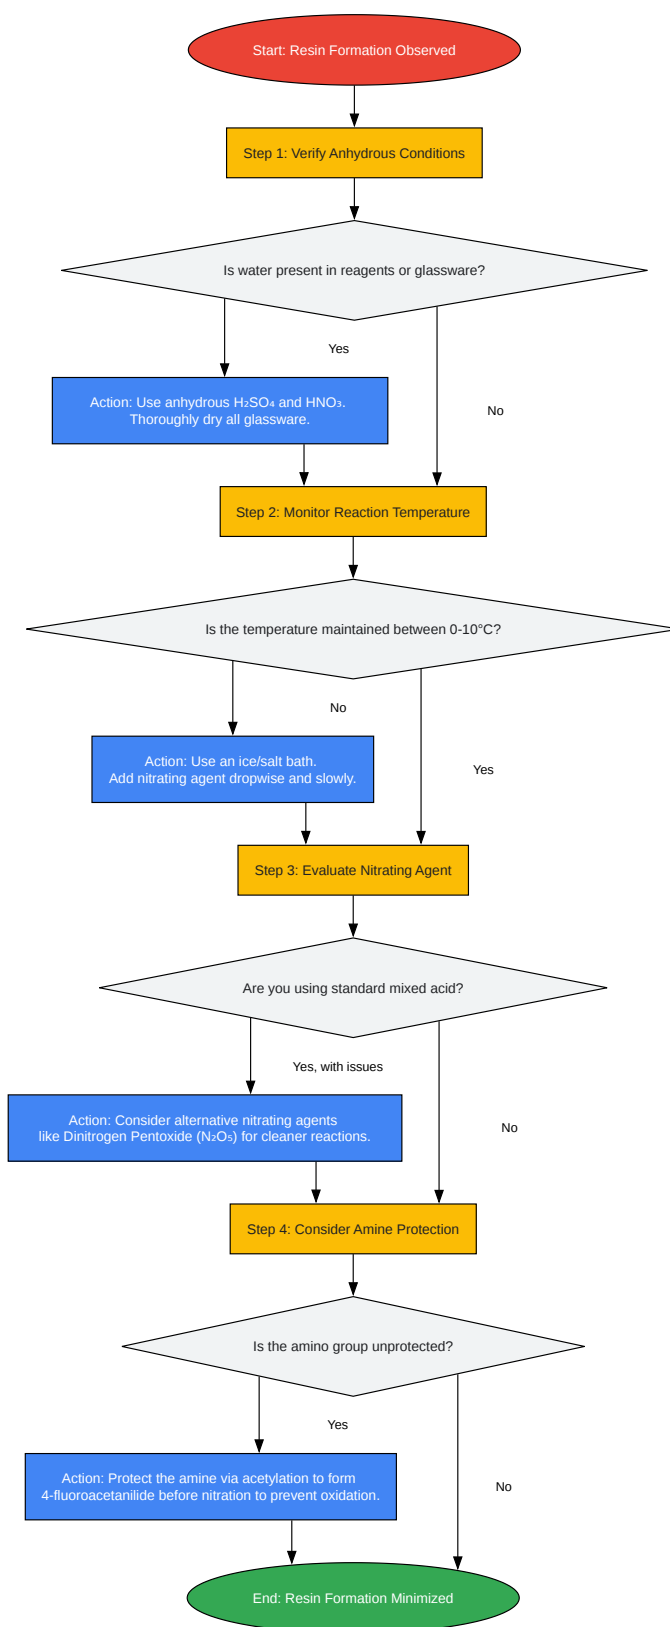 Start: Resin Formation Observed
Step 1: Verify Anhydrous Conditions
Is water present in reagents or glassware?
Yes
Action: Use anhydrous H₂SO₄ and HNO₃.
Thoroughly dry all glassware.
No
Step 2: Monitor Reaction Temperature
Is the temperature maintained between 0-10°C?
No
Action: Use an ice/salt bath.
Add nitrating agent dropwise and slowly.
Yes
Step 3: Evaluate Nitrating Agent
Are you using standard mixed acid?
Yes, with issues
Action: Consider alternative nitrating agents
like Dinitrogen Pentoxide (N₂O₅) for cleaner reactions.
No
Step 4: Consider Amine Protection
Is the amino group unprotected?
Yes
Action: Protect the amine via acetylation to form
4-fluoroacetanilide before nitration to prevent oxidation.
No
End: Resin Formation Minimized